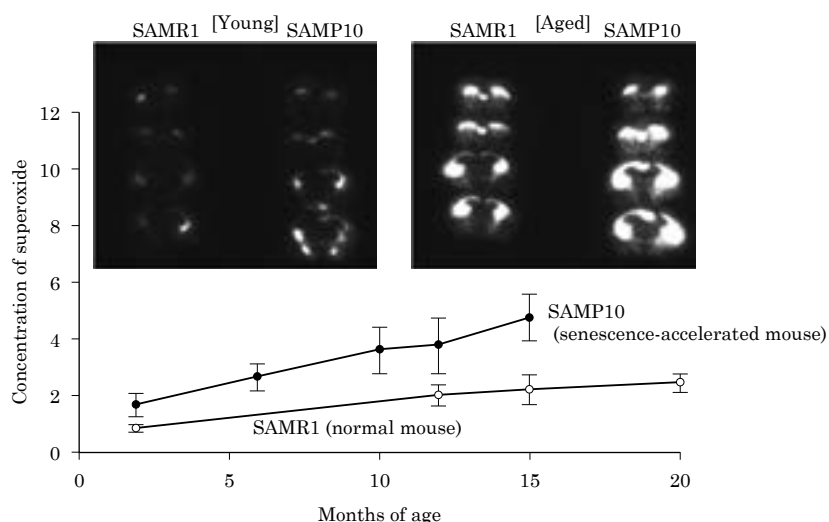 [Young] [Aged]
SAMR1 SAMP10 SAMR1 SAMP10
12
10
8
6
4
2
0
Concentration of superoxide
SAMP10
(senescence-accelerated mouse)
SAMR1 (normal mouse)
0 5 10 15 20
Months of age